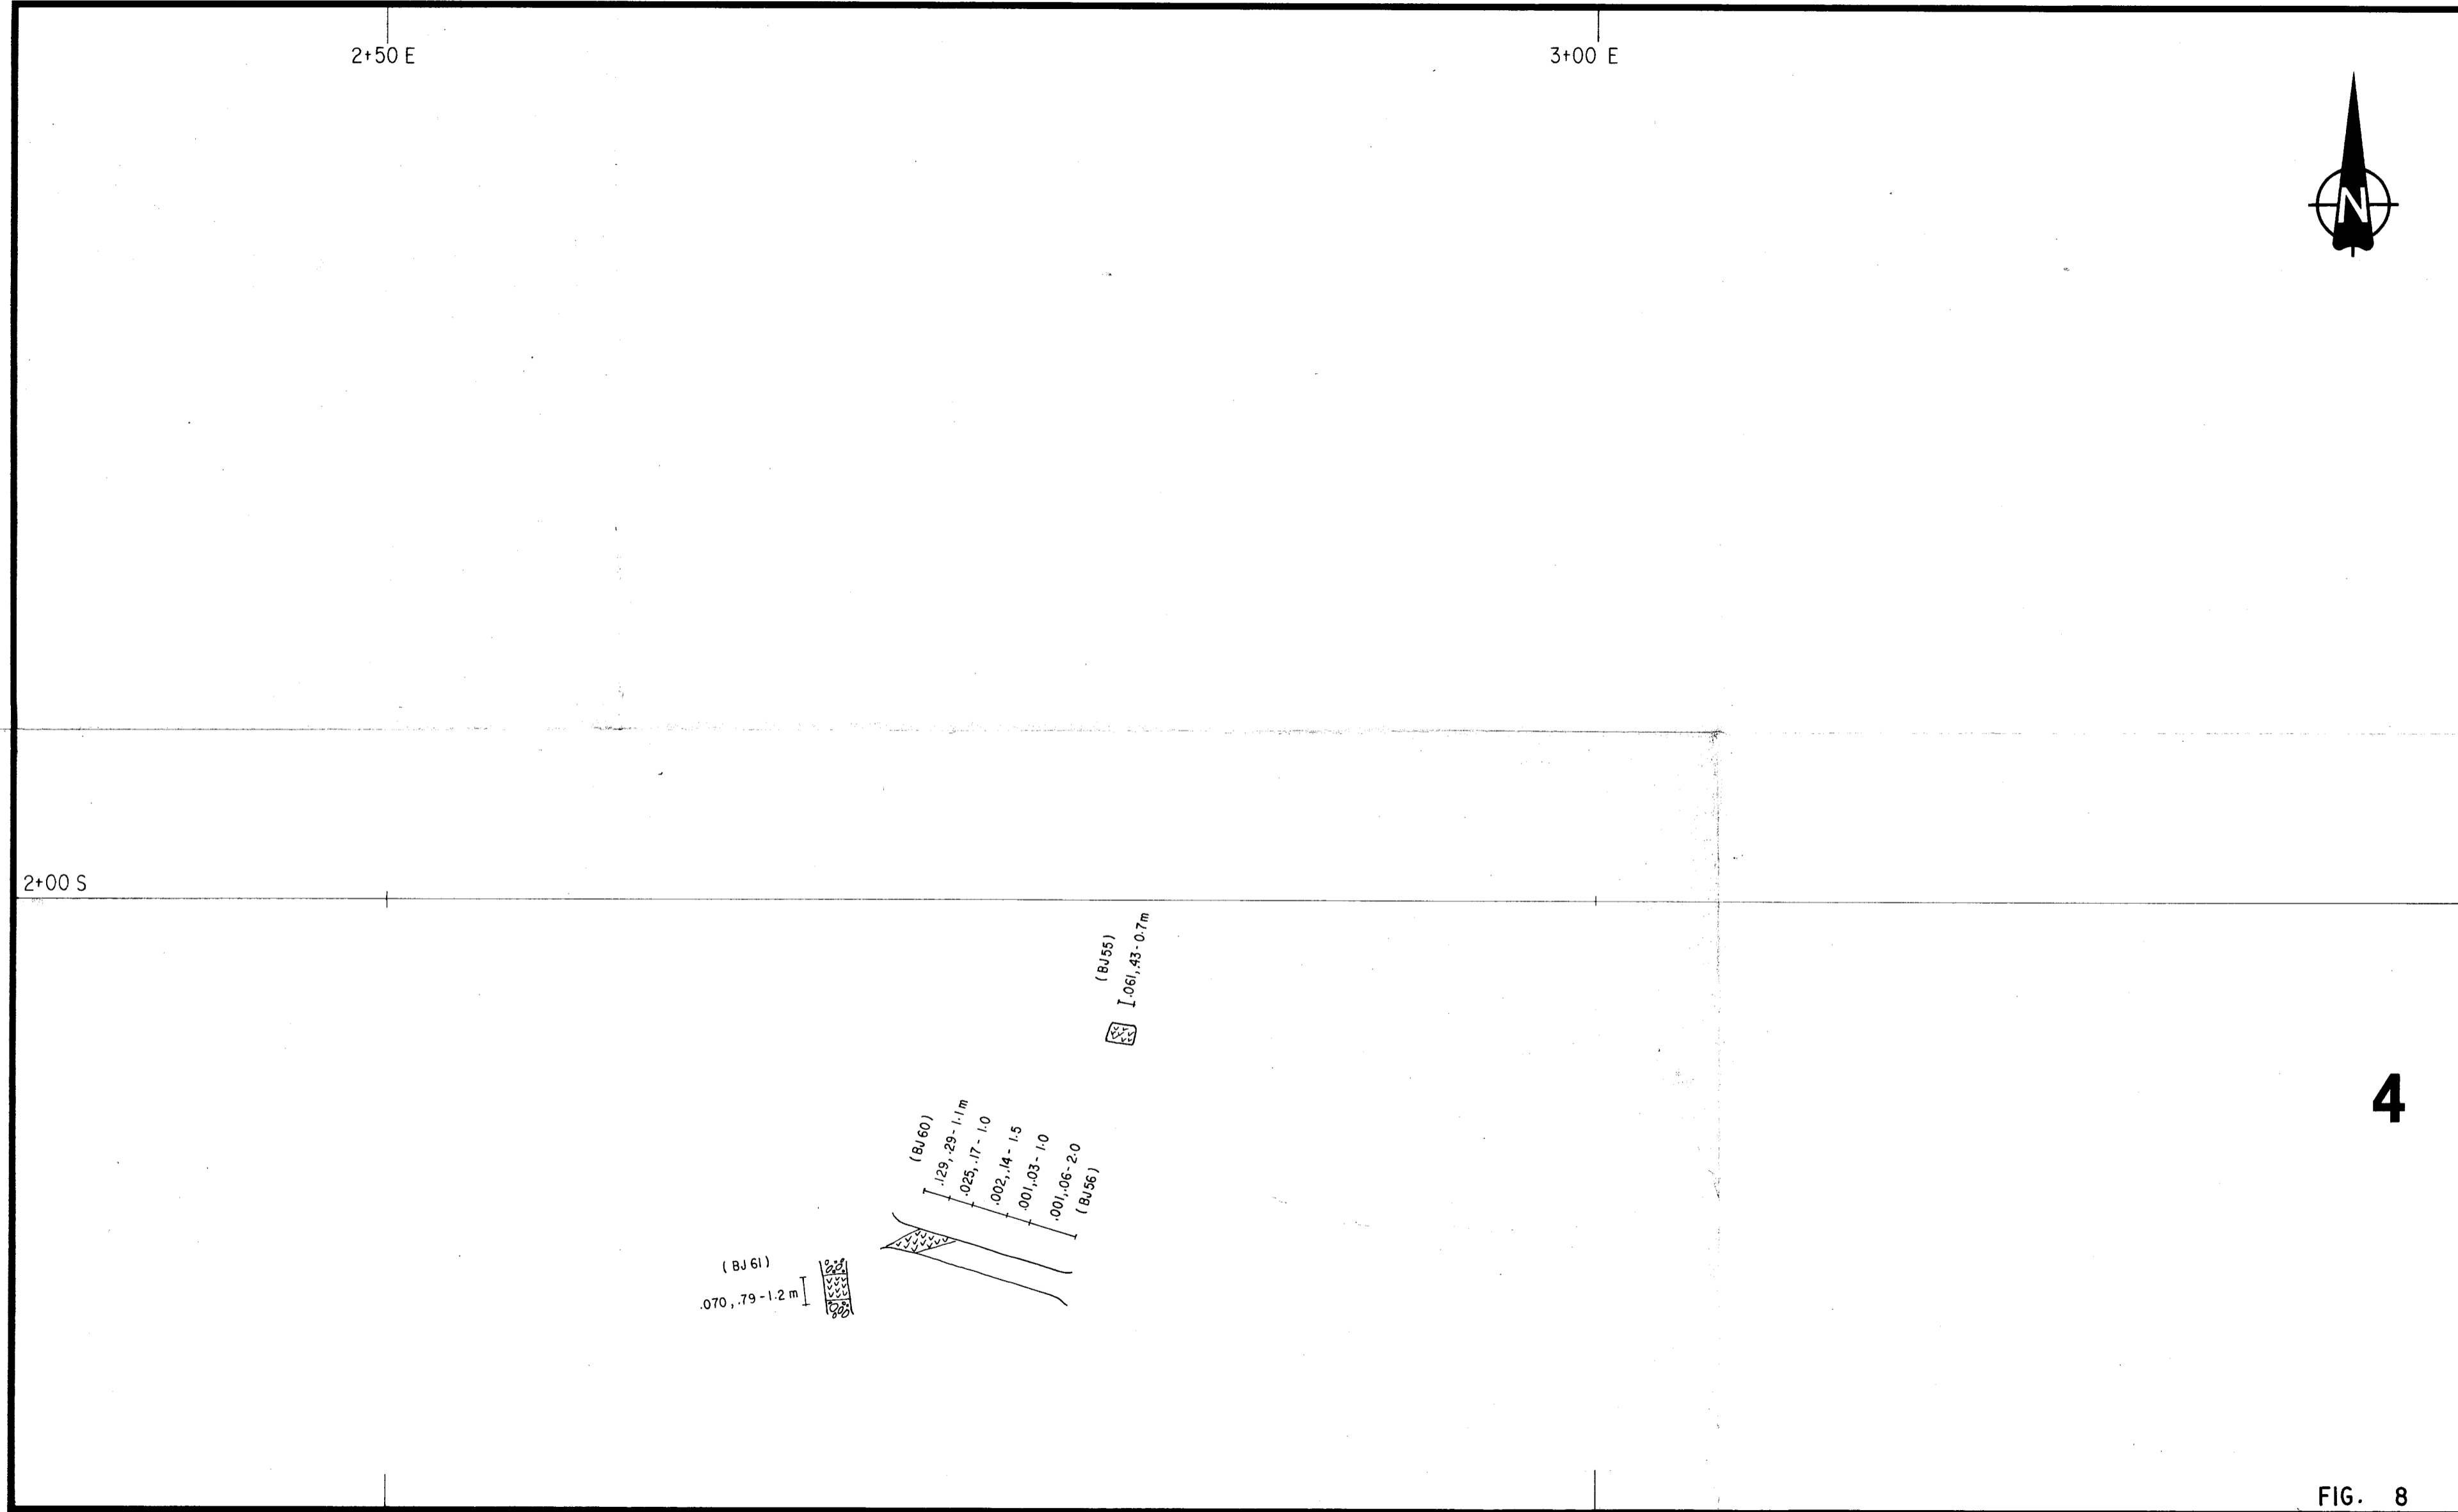 2+50 E
3+00 E
N
2+00 S
(BJ55)
.061,.43-0.7m
4
(BJ60)
.129,.29-1.1m
.025,.17-1.0
.002,.14-1.5
.001,.03-1.0
.001,.06-2.0
(BJ56)
(BJ61)
.070,.79-1.2m
FIG. 8